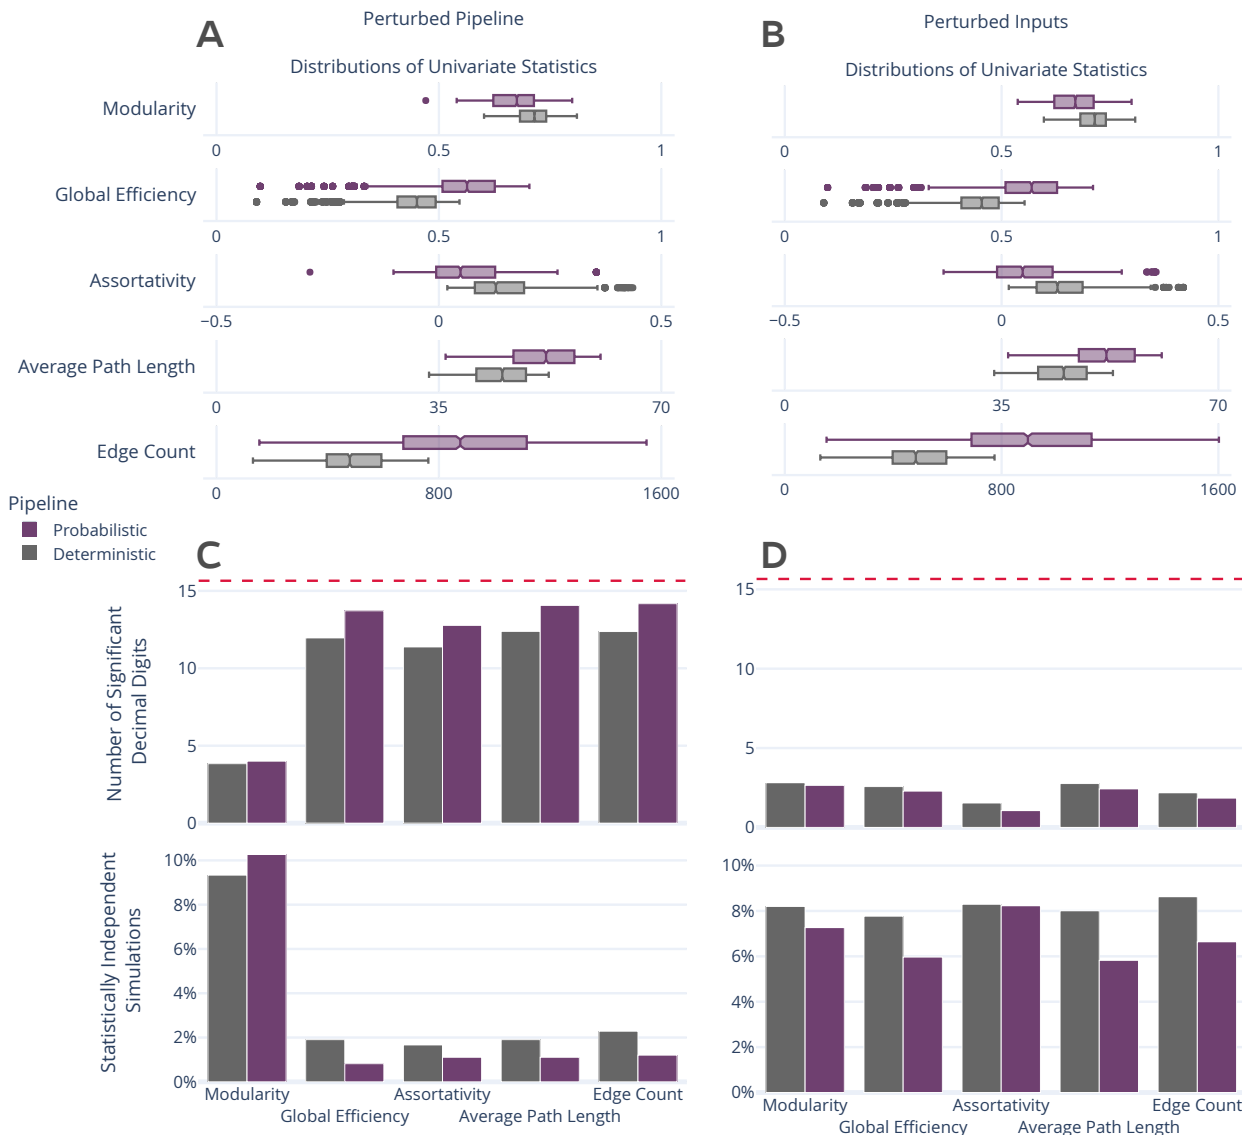 A
Perturbed Pipeline
Distributions of Univariate Statistics
Modularity
0 0.5 1
Global Efficiency
0 0.5 1
Assortativity
−0.5 0 0.5
Average Path Length
0 35 70
Edge Count
0 800 1600
B
Perturbed Inputs
Distributions of Univariate Statistics
0 0.5 1
0 0.5 1
−0.5 0 0.5
0 35 70
0 800 1600
Pipeline
Probabilistic
Deterministic
C
Number of Significant
Decimal Digits
15
10
5
0
Statistically Independent
Simulations
10%
8%
6%
4%
2%
0%
Modularity
Global Efficiency
Assortativity
Average Path Length
Edge Count
D
15
10
5
0
10%
8%
6%
4%
2%
0%
Modularity
Global Efficiency
Assortativity
Average Path Length
Edge Count